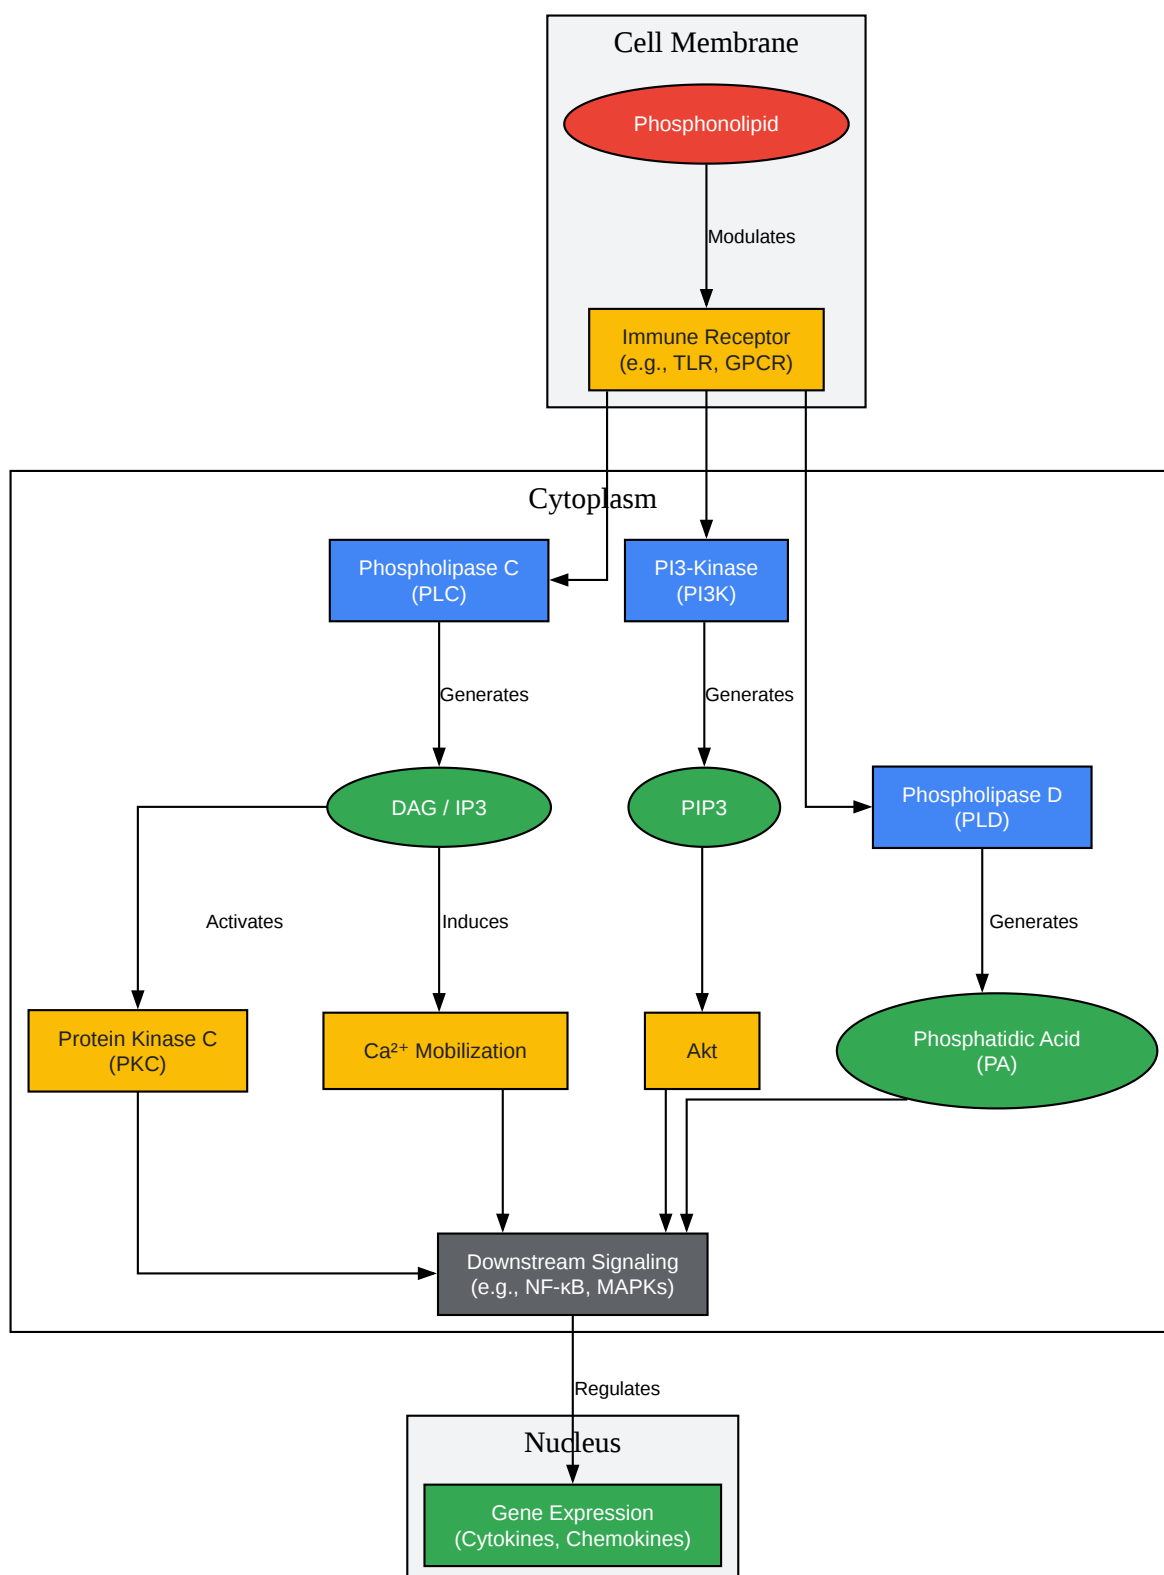 Cell Membrane
Phosphonolipid
Modulates
Immune Receptor
(e.g., TLR, GPCR)
Cytoplasm
Phospholipase C
(PLC)
PI3-Kinase
(PI3K)
Generates
Generates
DAG / IP3
PIP3
Phospholipase D
(PLD)
Activates
Induces
Generates
Protein Kinase C
(PKC)
Ca²⁺ Mobilization
Akt
Phosphatidic Acid
(PA)
Downstream Signaling
(e.g., NF-κB, MAPKs)
Regulates
Nucleus
Gene Expression
(Cytokines, Chemokines)